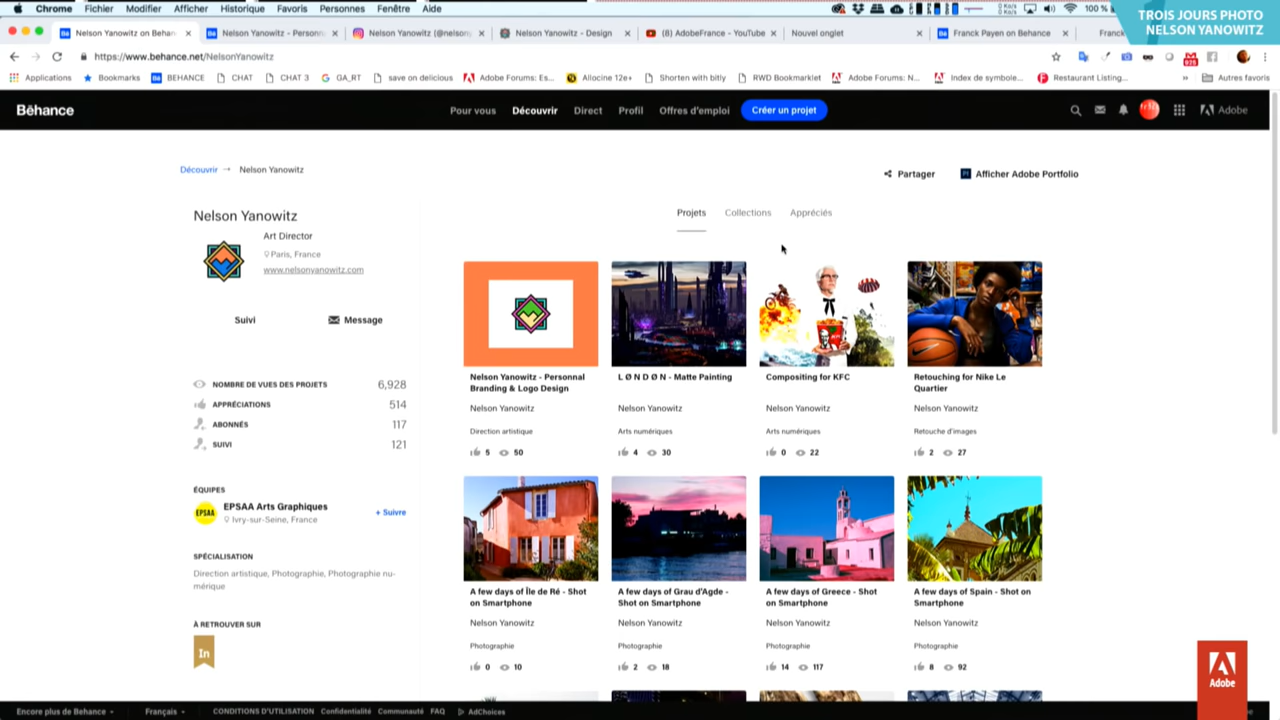 Chrome Fichier Modifier Afficher Historique Favoris Personnes Fenêtre Aide
100 %
TROIS JOURS PHOTO
NELSON YANOWITZ
Nelson Yanowitz on Behan
Nelson Yanowitz - Personn
Nelson Yanowitz (@nelson
Nelson Yanowitz - Design
(8) AdobeFrance - YouTube
Nouvel onglet
Franck Payen on Behance
Franck
https://www.behance.net/NelsonYanowitz
Applications Bookmarks BEHANCE CHAT CHAT 3 GA_RT save on delicious Adobe Forums: Es... Allocine 12e+ Shorten with bitly RWD Bookmarklet Adobe Forums: N... Index de symbole... Restaurant Listing... » Autres favoris
Bēhance
Pour vous Découvrir Direct Profil Offres d'emploi Créer un projet
Adobe
Découvrir → Nelson Yanowitz
Partager
Afficher Adobe Portfolio
Nelson Yanowitz
Art Director
Paris, France
www.nelsonyanowitz.com
Suivi
Message
NOMBRE DE VUES DES PROJETS 6,928
APPRÉCIATIONS 514
ABONNÉS 117
SUIVI 121
ÉQUIPES
EPSAA
EPSAA Arts Graphiques
Ivry-sur-Seine, France
+ Suivre
SPÉCIALISATION
Direction artistique, Photographie, Photographie nu-
mérique
À RETROUVER SUR
In
Projets Collections Appréciés
Nelson Yanowitz - Personnal
Branding & Logo Design
Nelson Yanowitz
Direction artistique
5 50
L Ø N D Ø N - Matte Painting
Nelson Yanowitz
Arts numériques
4 30
KFC
Compositing for KFC
Nelson Yanowitz
Arts numériques
0 22
Retouching for Nike Le
Quartier
Nelson Yanowitz
Retouche d'images
2 27
A few days of Île de Ré - Shot
on Smartphone
Nelson Yanowitz
Photographie
0 10
A few days of Grau d'Agde -
Shot on Smartphone
Nelson Yanowitz
Photographie
2 18
A few days of Greece - Shot
on Smartphone
Nelson Yanowitz
Photographie
14 117
A few days of Spain - Shot on
Smartphone
Nelson Yanowitz
Photographie
8 92
Adobe
Encore plus de Behance Français CONDITIONS D'UTILISATION Confidentialité Communauté FAQ AdChoices